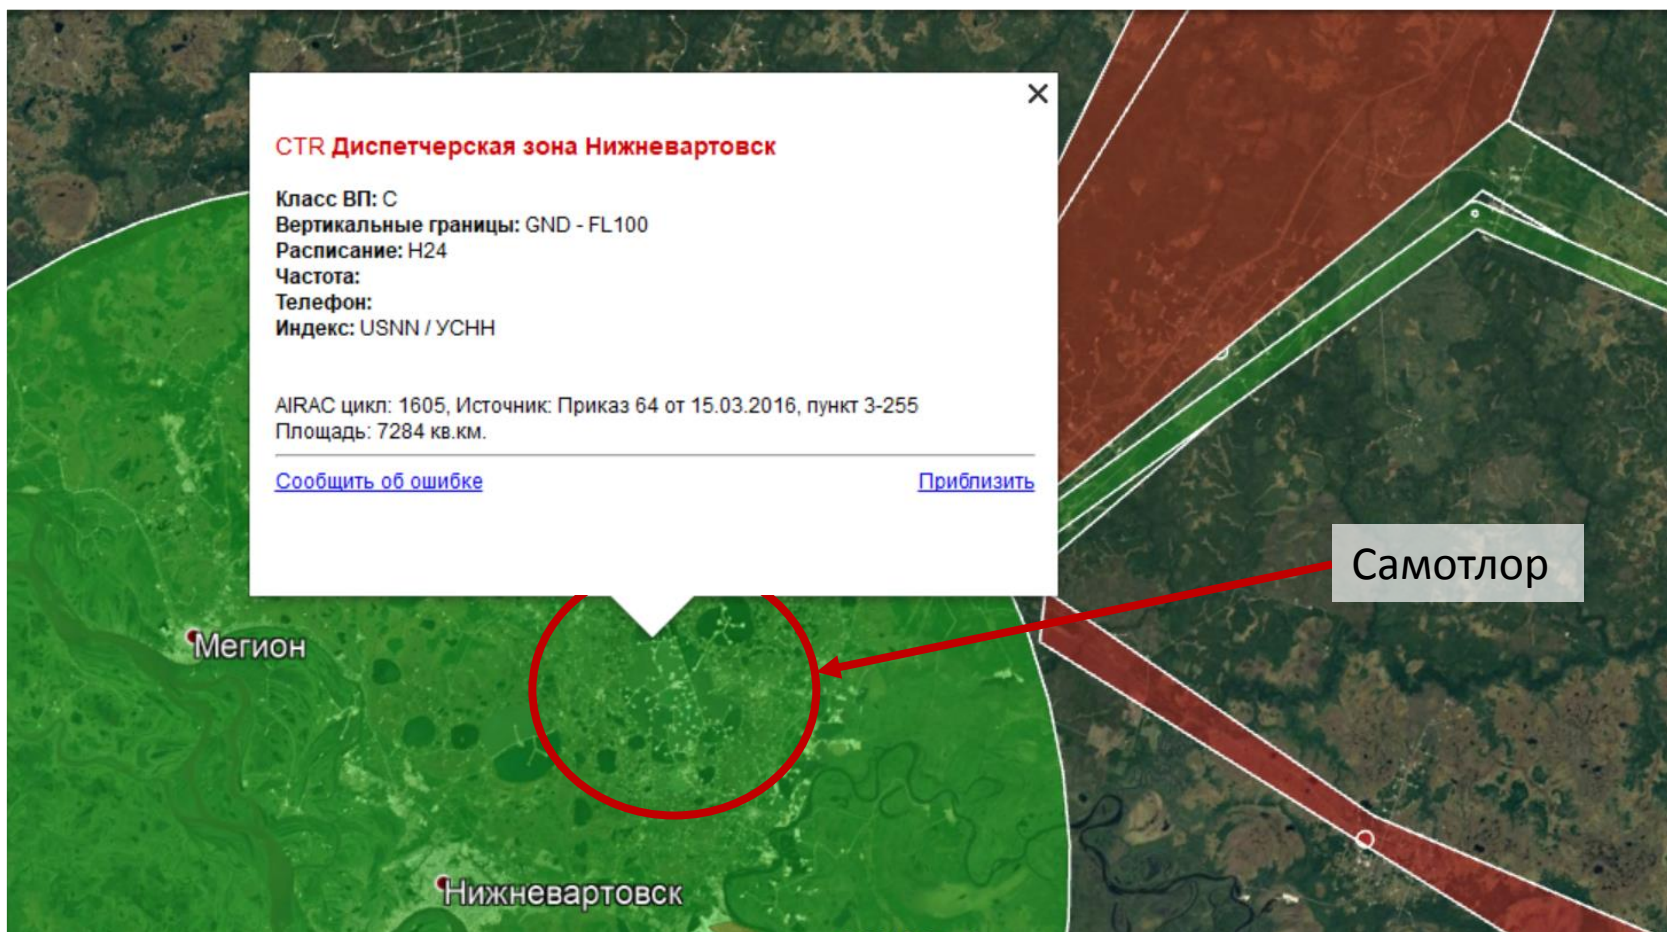 CTR Диспетчерская зона Нижневартовск
Класс ВП: C
Вертикальные границы: GND - FL100
Расписание: H24
Частота:
Телефон:
Индекс: USNN / УСНН
AIRAC цикл: 1605, Источник: Приказ 64 от 15.03.2016, пункт 3-255
Площадь: 7284 кв.км.
Сообщить об ошибке
Приблизить
Самотлор
Мегион
Нижневартовск